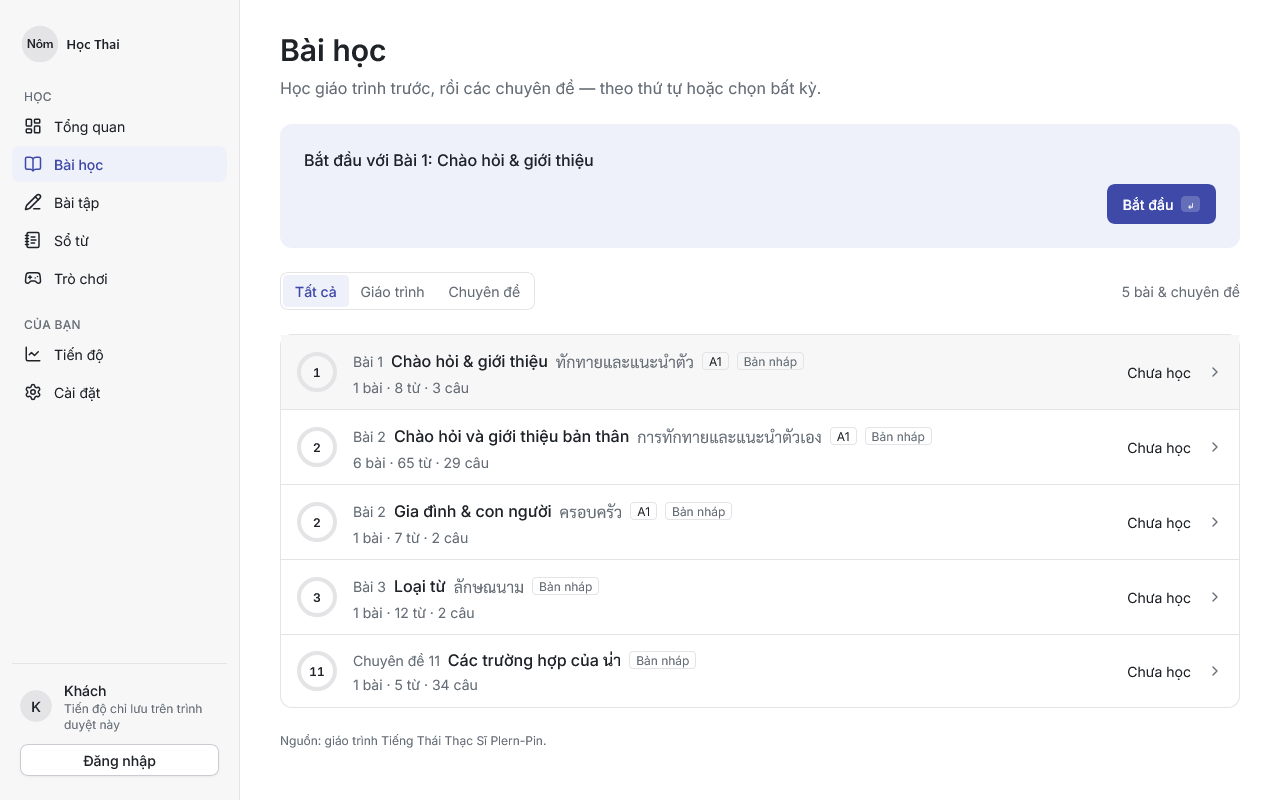 Nôm Học Thai
HỌC
Tổng quan
Bài học
Bài tập
Sổ từ
Trò chơi
CỦA BẠN
Tiến độ
Cài đặt
K
Khách
Tiến độ chỉ lưu trên trình
duyệt này
Đăng nhập
Bài học
Học giáo trình trước, rồi các chuyên đề — theo thứ tự hoặc chọn bất kỳ.
Bắt đầu với Bài 1: Chào hỏi & giới thiệu
Bắt đầu ↵
Tất cả Giáo trình Chuyên đề 5 bài & chuyên đề
1 Bài 1 Chào hỏi & giới thiệu ทักทายและแนะนำตัว A1 Bản nháp Chưa học
1 bài · 8 từ · 3 câu
2 Bài 2 Chào hỏi và giới thiệu bản thân การทักทายและแนะนำตัวเอง A1 Bản nháp Chưa học
6 bài · 65 từ · 29 câu
2 Bài 2 Gia đình & con người ครอบครัว A1 Bản nháp Chưa học
1 bài · 7 từ · 2 câu
3 Bài 3 Loại từ ลักษณนาม Bản nháp Chưa học
1 bài · 12 từ · 2 câu
11 Chuyên đề 11 Các trường hợp của น่า Bản nháp Chưa học
1 bài · 5 từ · 34 câu
Nguồn: giáo trình Tiếng Thái Thạc Sĩ Plern-Pin.